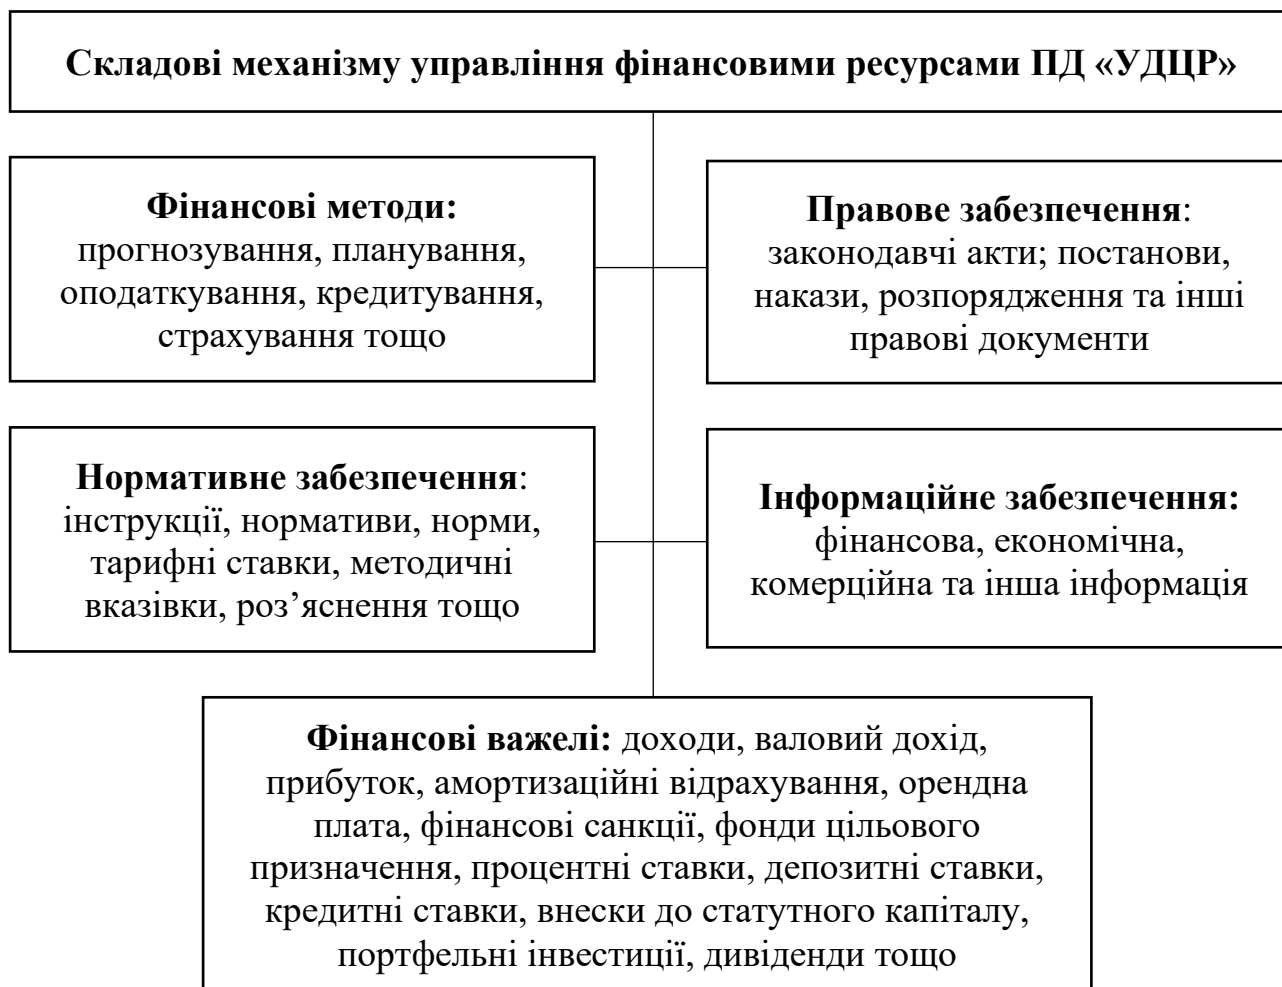 Складові механізму управління фінансовими ресурсами ПД «УДЦР»
Фінансові методи:
прогнозування, планування,
оподаткування, кредитування,
страхування тощо
Правове забезпечення:
законодавчі акти; постанови,
накази, розпорядження та інші
правові документи
Нормативне забезпечення:
інструкції, нормативи, норми,
тарифні ставки, методичні
вказівки, роз’яснення тощо
Інформаційне забезпечення:
фінансова, економічна,
комерційна та інша інформація
Фінансові важелі: доходи, валовий дохід,
прибуток, амортизаційні відрахування, орендна
плата, фінансові санкції, фонди цільового
призначення, процентні ставки, депозитні ставки,
кредитні ставки, внески до статутного капіталу,
портфельні інвестиції, дивіденди тощо